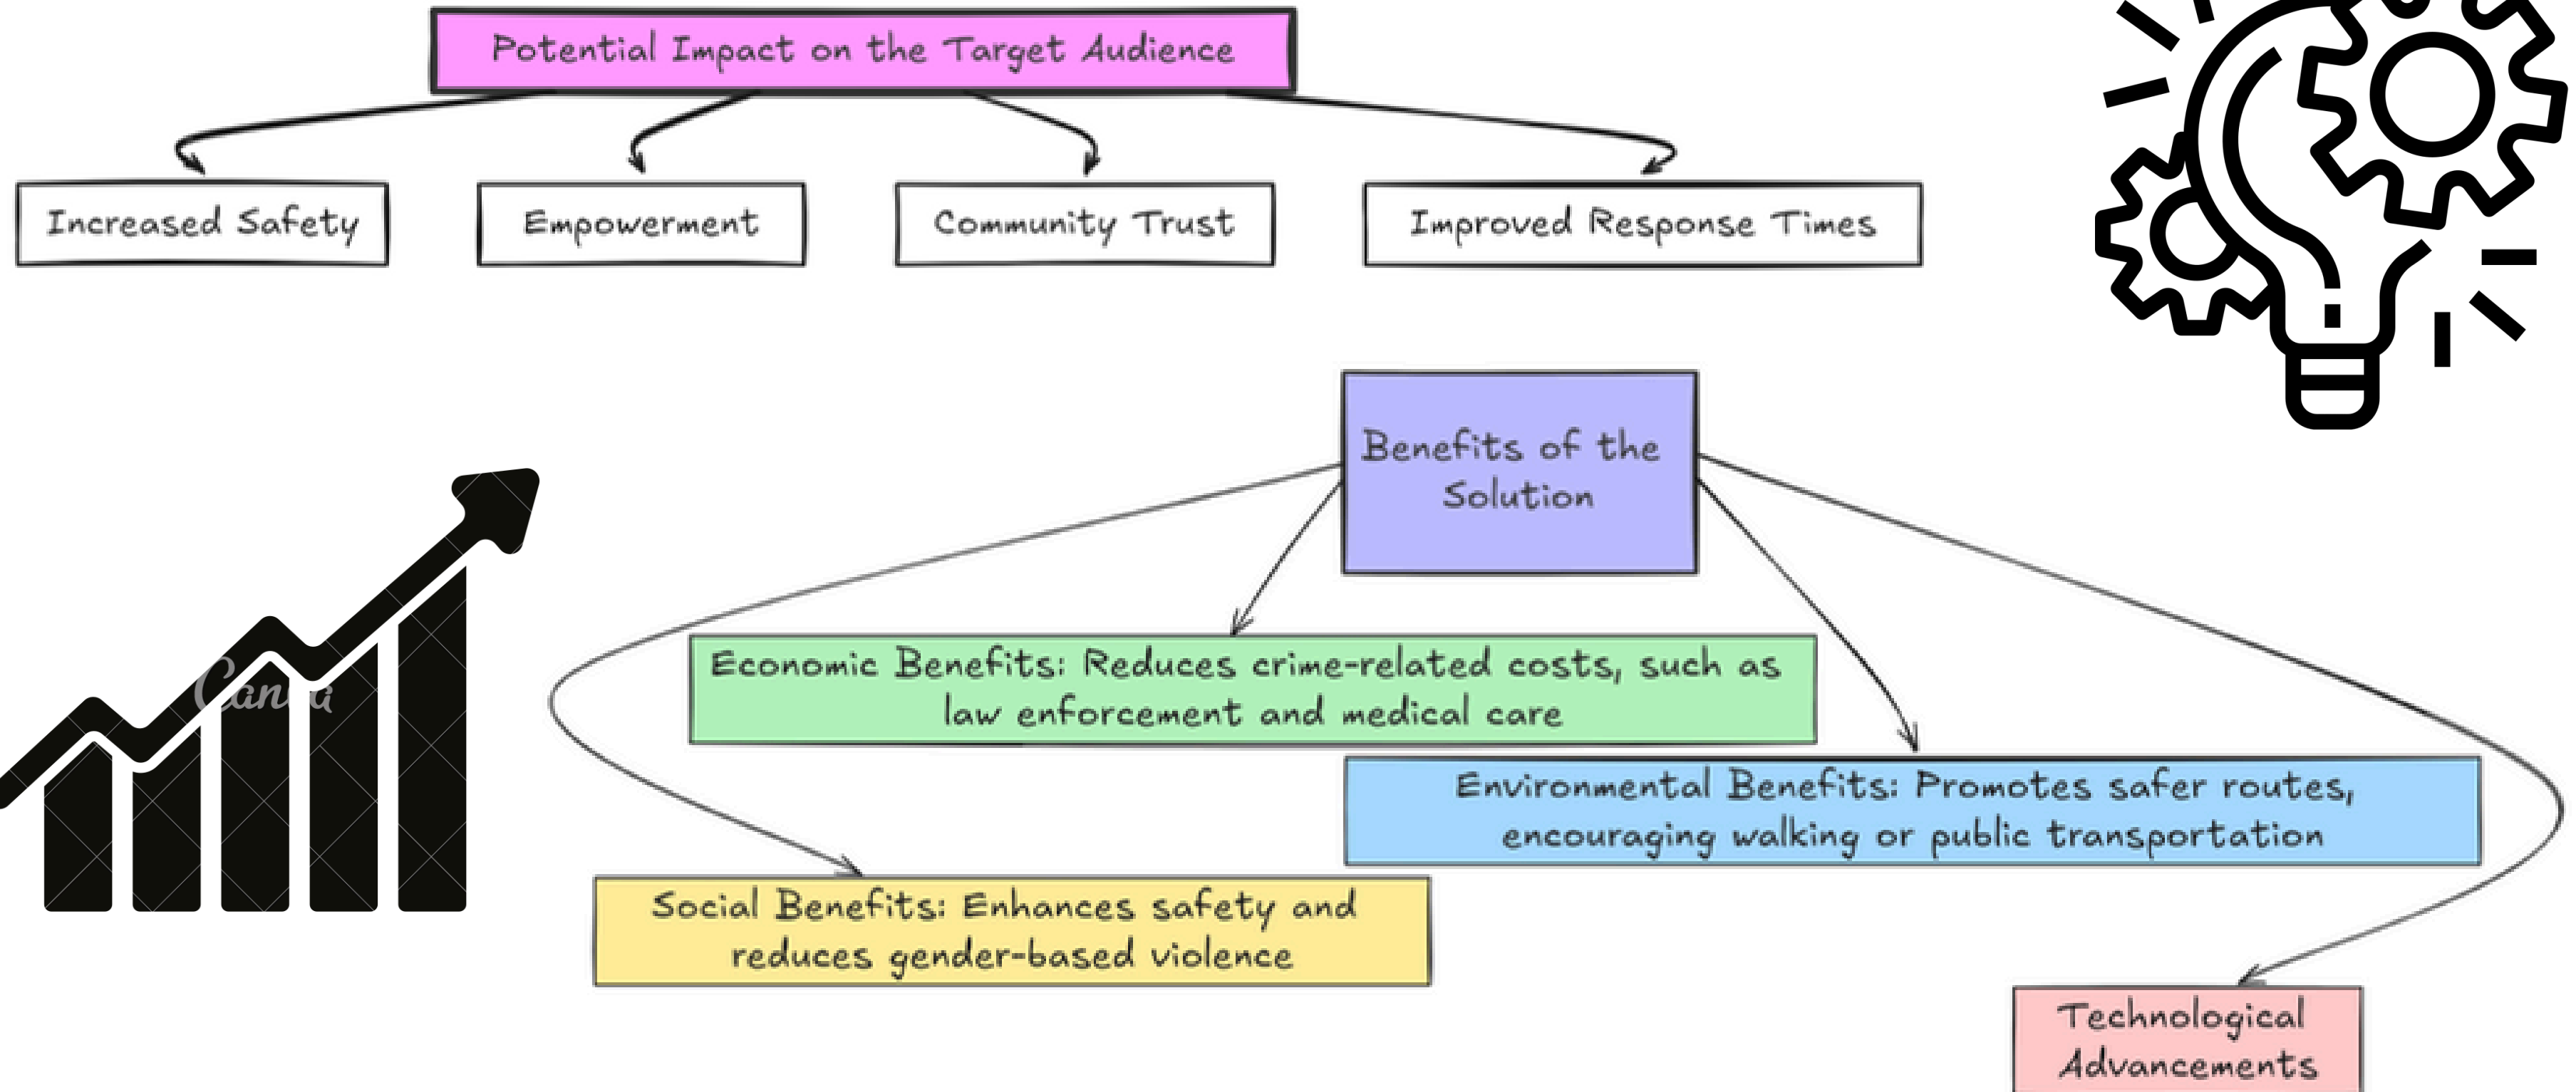 Potential Impact on the Target Audience
Increased Safety
Empowerment
Community Trust
Improved Response Times
Benefits of the
Solution
Economic Benefits: Reduces crime-related costs, such as
law enforcement and medical care
Environmental Benefits: Promotes safer routes,
encouraging walking or public transportation
Social Benefits: Enhances safety and
reduces gender-based violence
Technological
Advancements
Canva